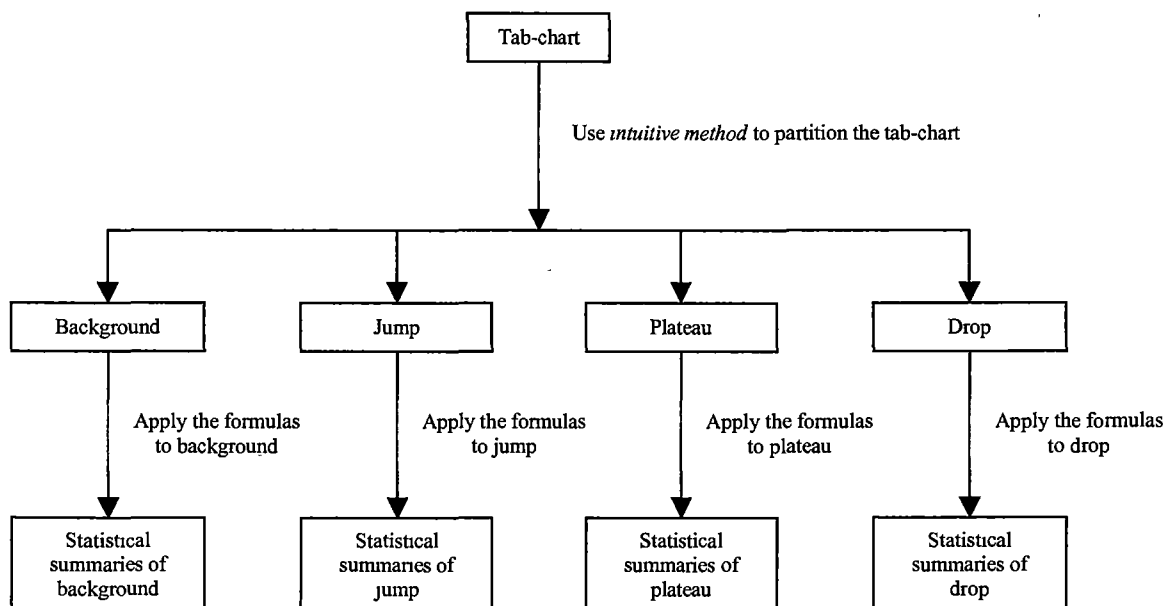 Tab-chart
Use intuitive method to partition the tab-chart
Background
Jump
Plateau
Drop
Apply the formulas
to background
Apply the formulas
to jump
Apply the formulas
to plateau
Apply the formulas
to drop
Statistical
summaries of
background
Statistical
summaries of
jump
Statistical
summaries of
plateau
Statistical
summaries of
drop